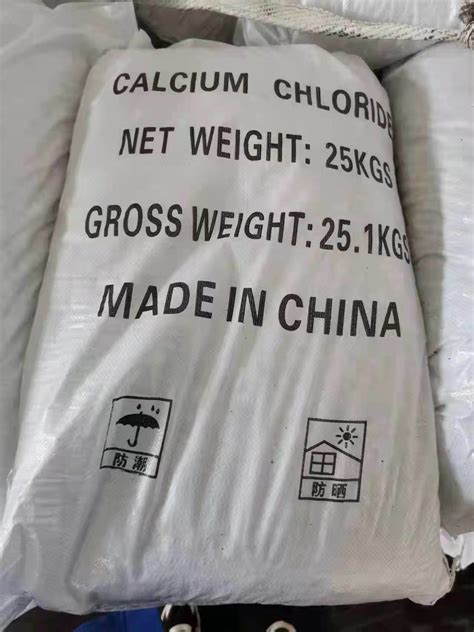 CALCIUM CHLORIDE
NET WEIGHT: 25KGS
GROSS WEIGHT: 25.1KGS
MADE IN CHINA
防潮
防晒